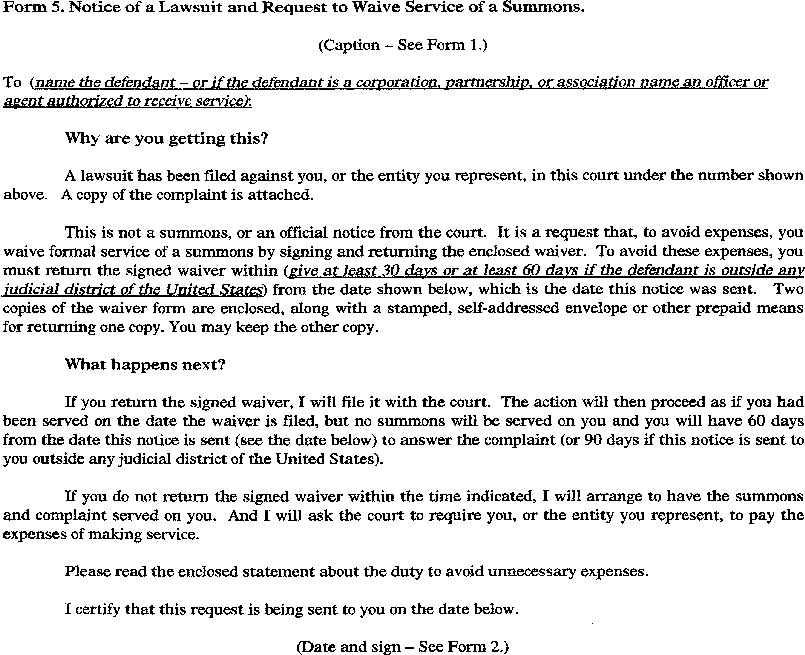 Form 5. Notice of a Lawsuit and Request to Waive Service of a Summons.
(Caption – See Form 1.)
To (name the defendant – or if the defendant is a corporation, partnership, or association name an officer or
agent authorized to receive service):
Why are you getting this?
A lawsuit has been filed against you, or the entity you represent, in this court under the number shown
above. A copy of the complaint is attached.
This is not a summons, or an official notice from the court. It is a request that, to avoid expenses, you
waive formal service of a summons by signing and returning the enclosed waiver. To avoid these expenses, you
must return the signed waiver within (give at least 30 days or at least 60 days if the defendant is outside any
judicial district of the United States) from the date shown below, which is the date this notice was sent. Two
copies of the waiver form are enclosed, along with a stamped, self-addressed envelope or other prepaid means
for returning one copy. You may keep the other copy.
What happens next?
If you return the signed waiver, I will file it with the court. The action will then proceed as if you had
been served on the date the waiver is filed, but no summons will be served on you and you will have 60 days
from the date this notice is sent (see the date below) to answer the complaint (or 90 days if this notice is sent to
you outside any judicial district of the United States).
If you do not return the signed waiver within the time indicated, I will arrange to have the summons
and complaint served on you. And I will ask the court to require you, or the entity you represent, to pay the
expenses of making service.
Please read the enclosed statement about the duty to avoid unnecessary expenses.
I certify that this request is being sent to you on the date below.
(Date and sign – See Form 2.)